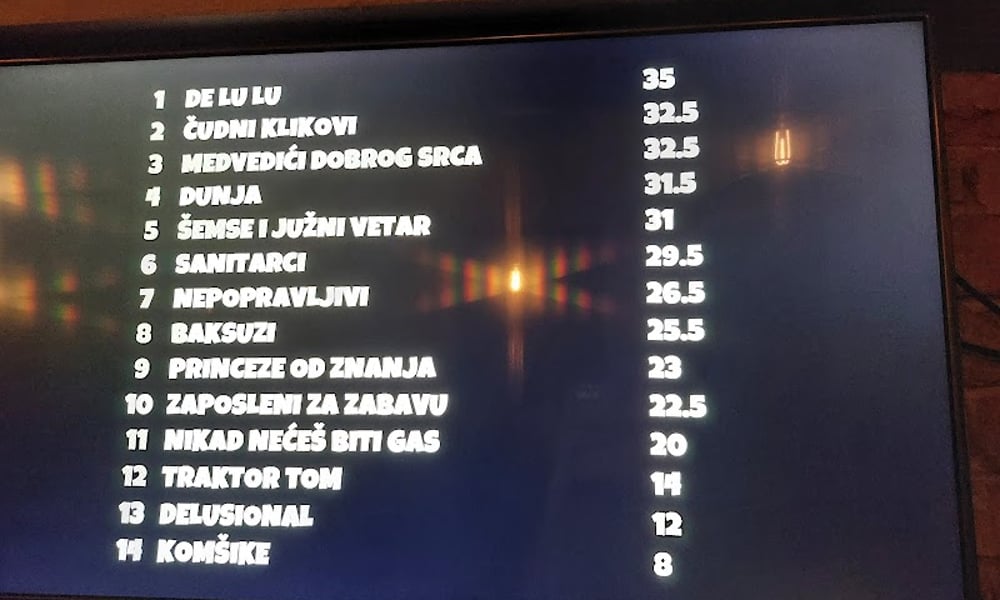 1 DE LU LU 35
2 ČUDNI KLIKOVI 32.5
3 MEDVEDIĆI DOBROG SRCA 32.5
4 DUNJA 31.5
5 ŠEMSE I JUŽNI VETAR 31
6 SANITARCI 29.5
7 NEPOPRAVLJIVI 26.5
8 BAKSUZI 25.5
9 PRINCEZE OD ZNANJA 23
10 ZAPOSLENI ZA ZABAVU 22.5
11 NIKAD NEĆEŠ BITI GAS 20
12 TRAKTOR TOM 14
13 DELUSIONAL 12
14 KOMŠIKE 8